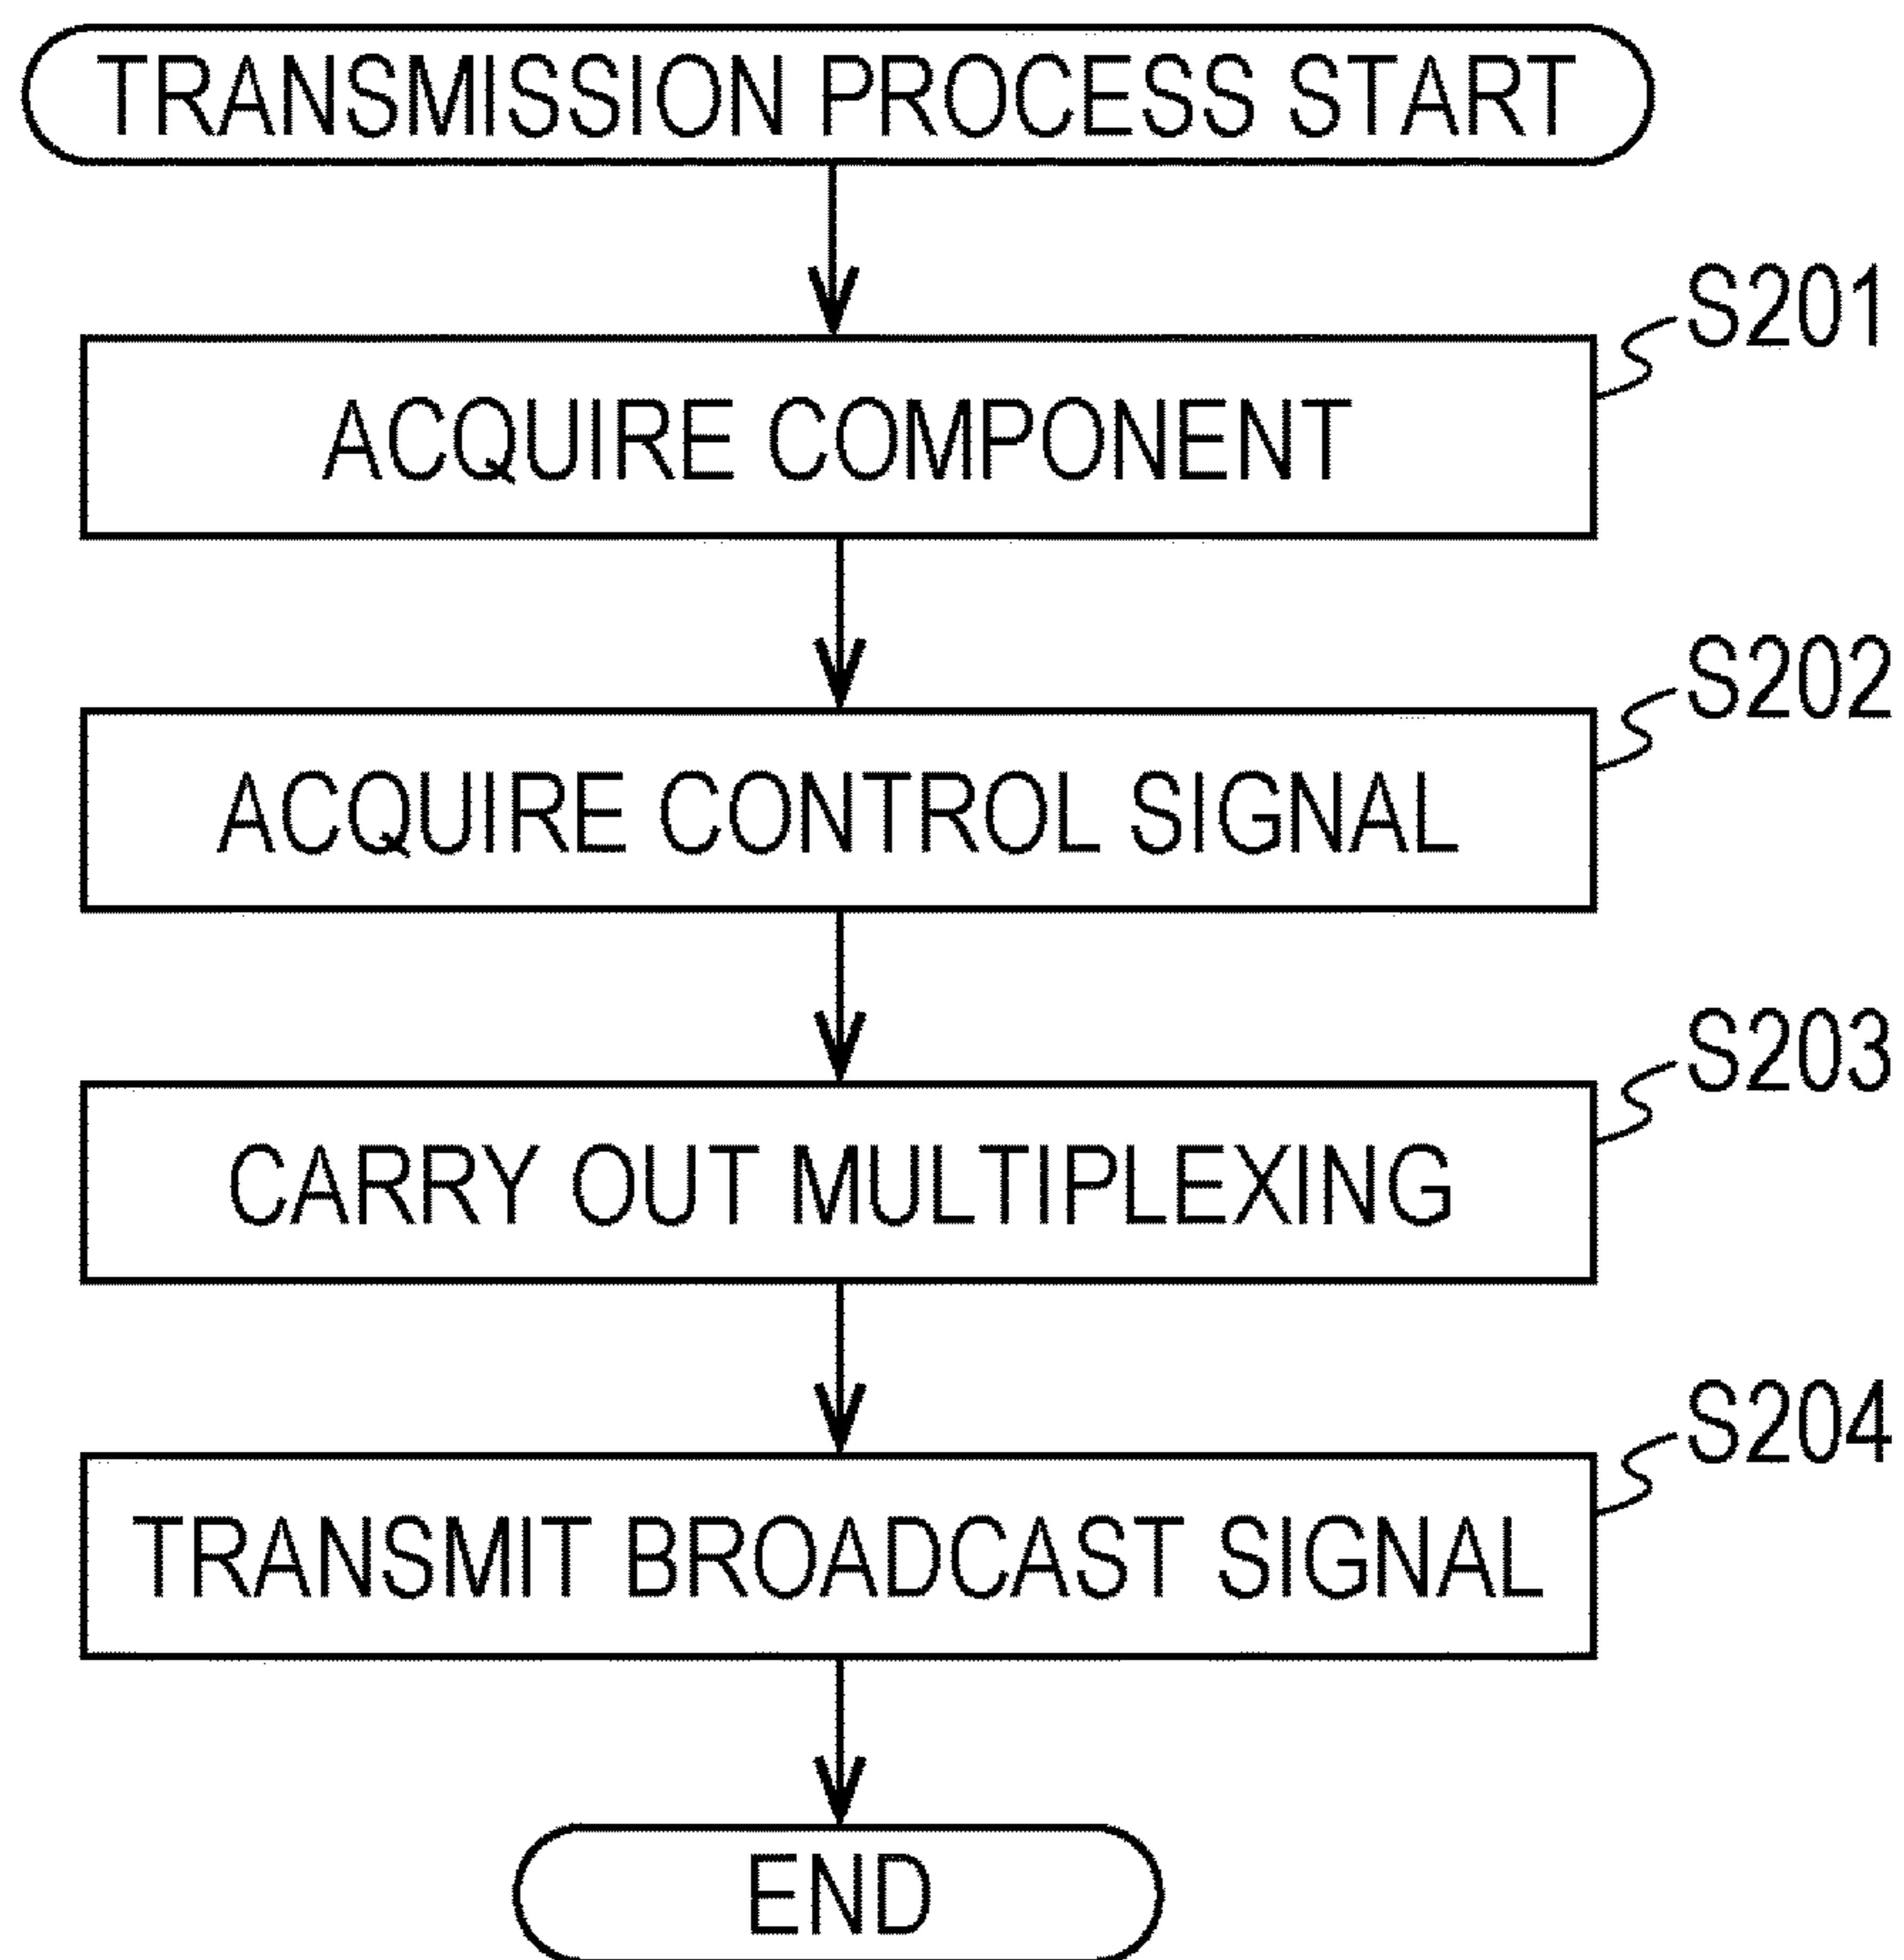 TRANSMISSION PROCESS START
S201
ACQUIRE COMPONENT
S202
ACQUIRE CONTROL SIGNAL
S203
CARRY OUT MULTIPLEXING
S204
TRANSMIT BROADCAST SIGNAL
END